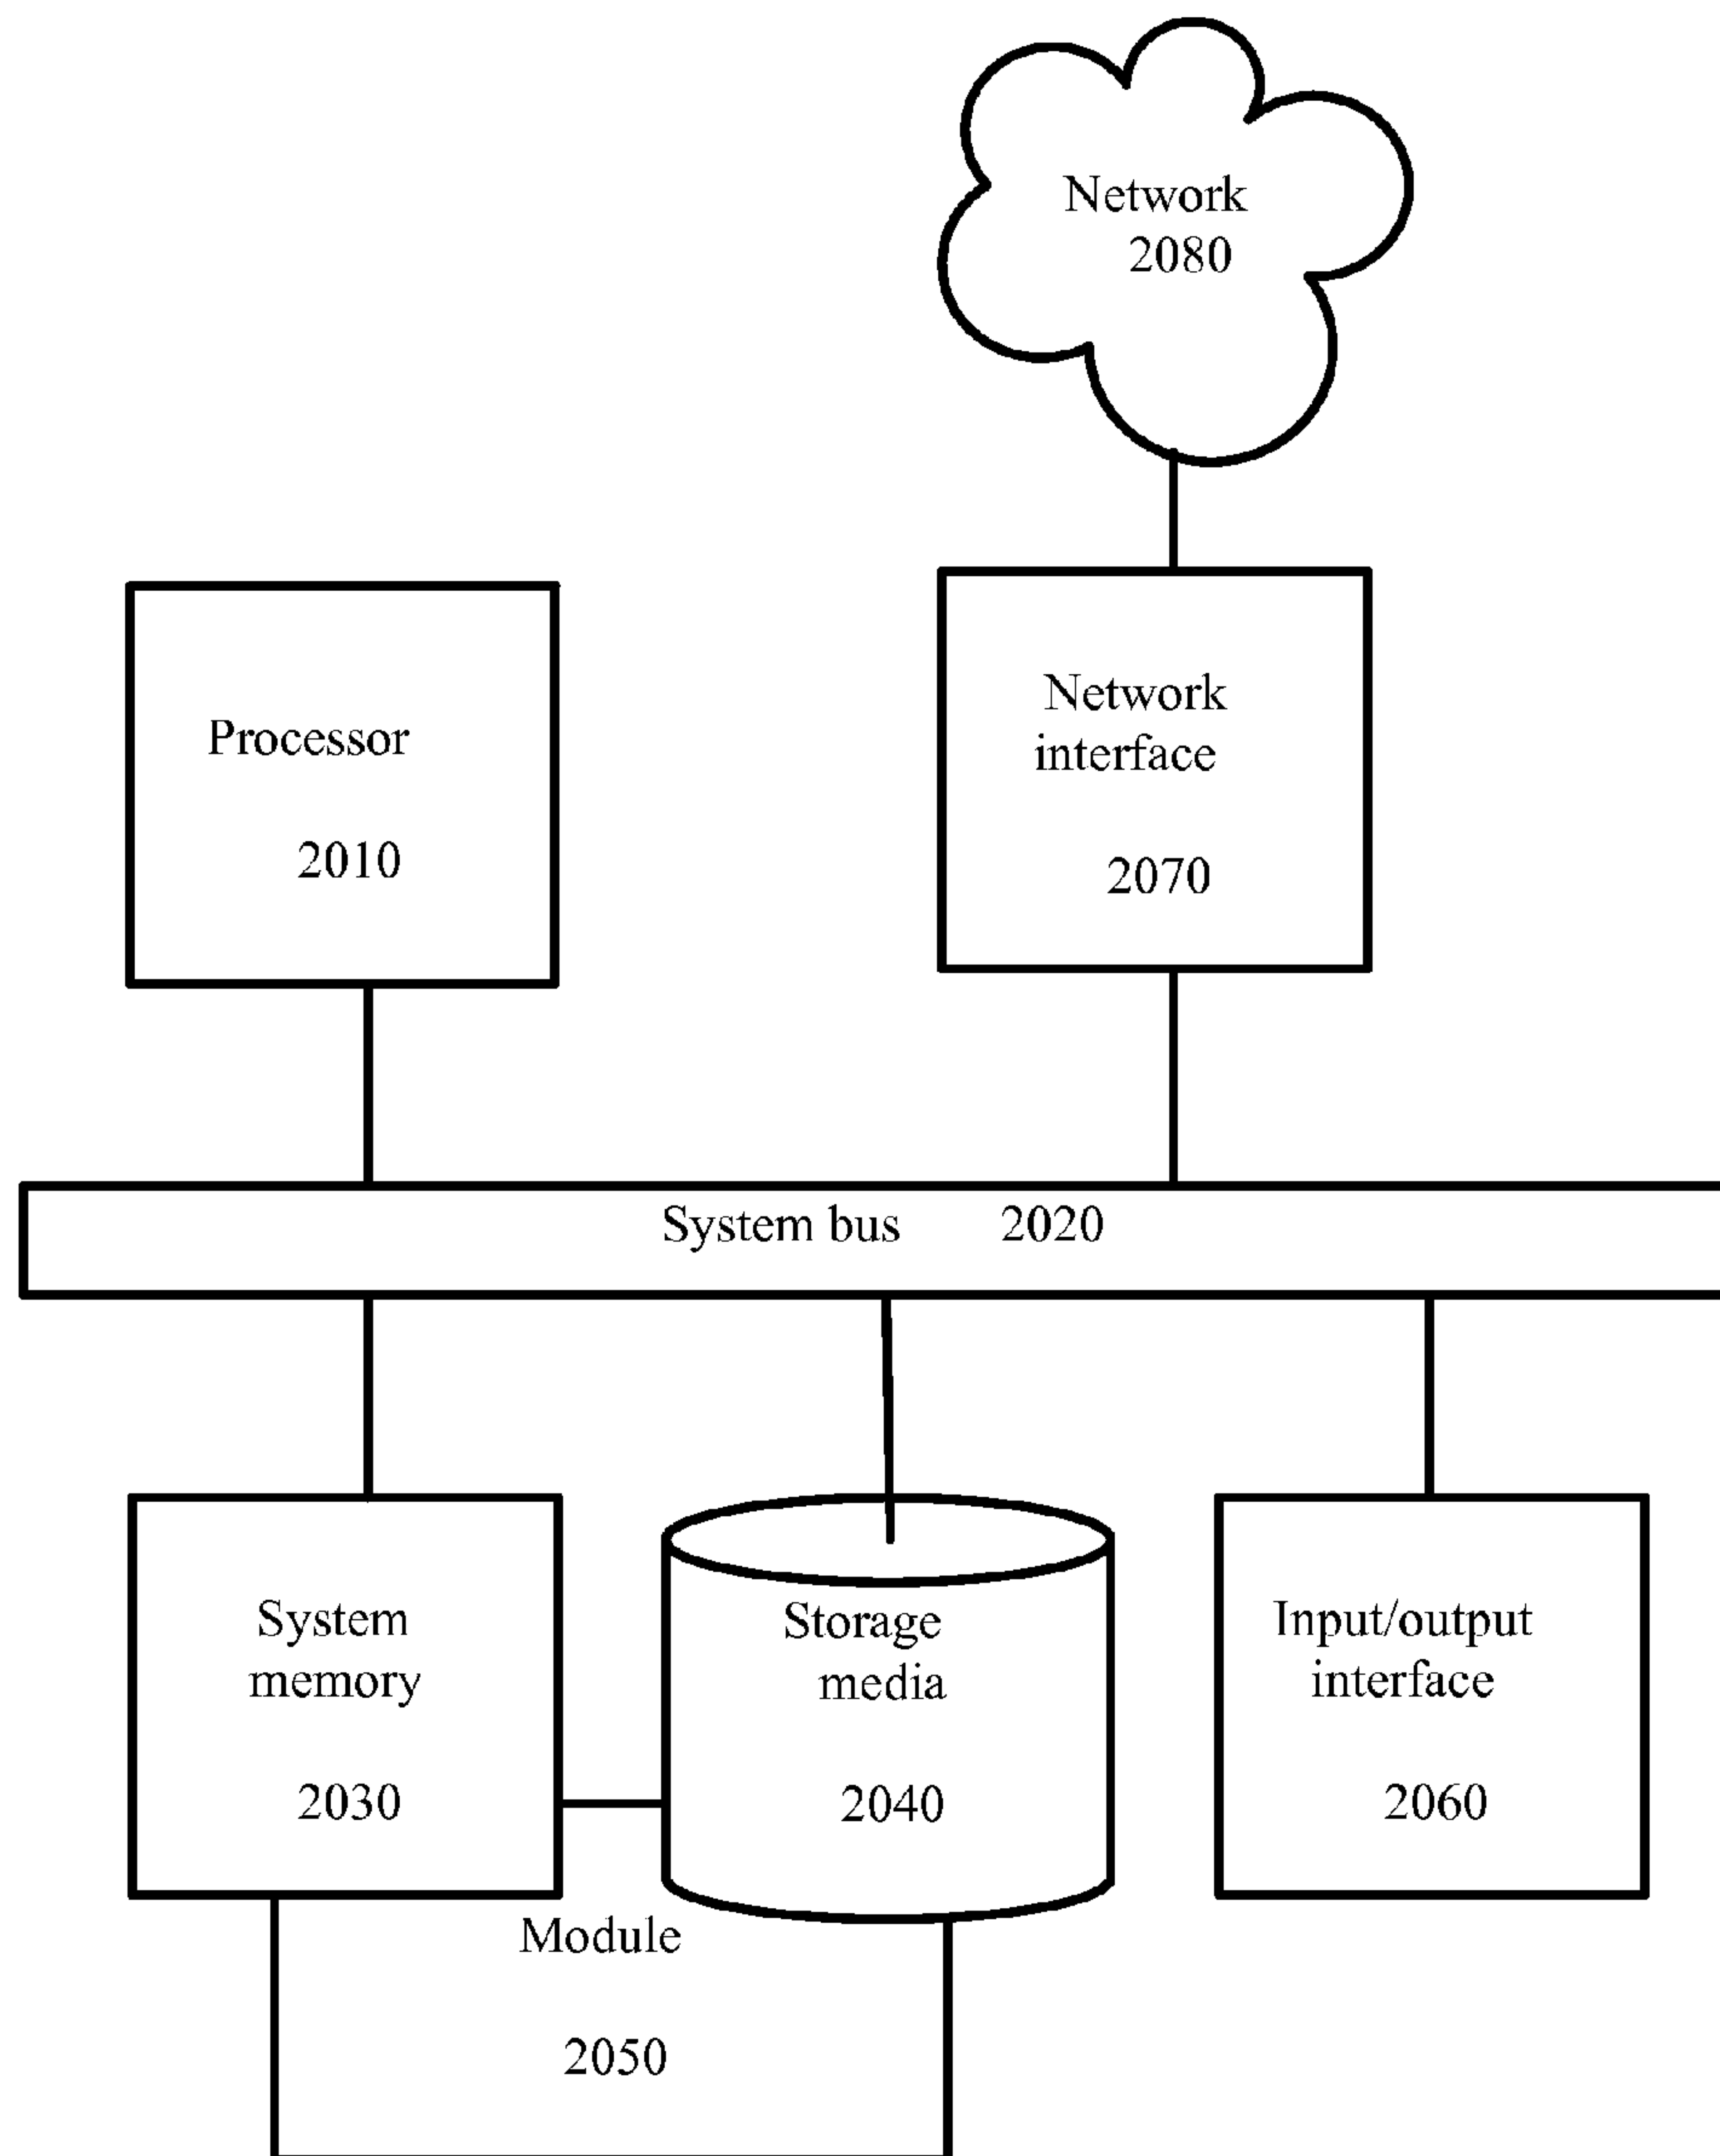 Network
2080
Processor
2010
Network
interface
2070
System bus 2020
System
memory
2030
Storage
media
2040
Input/output
interface
2060
Module
2050